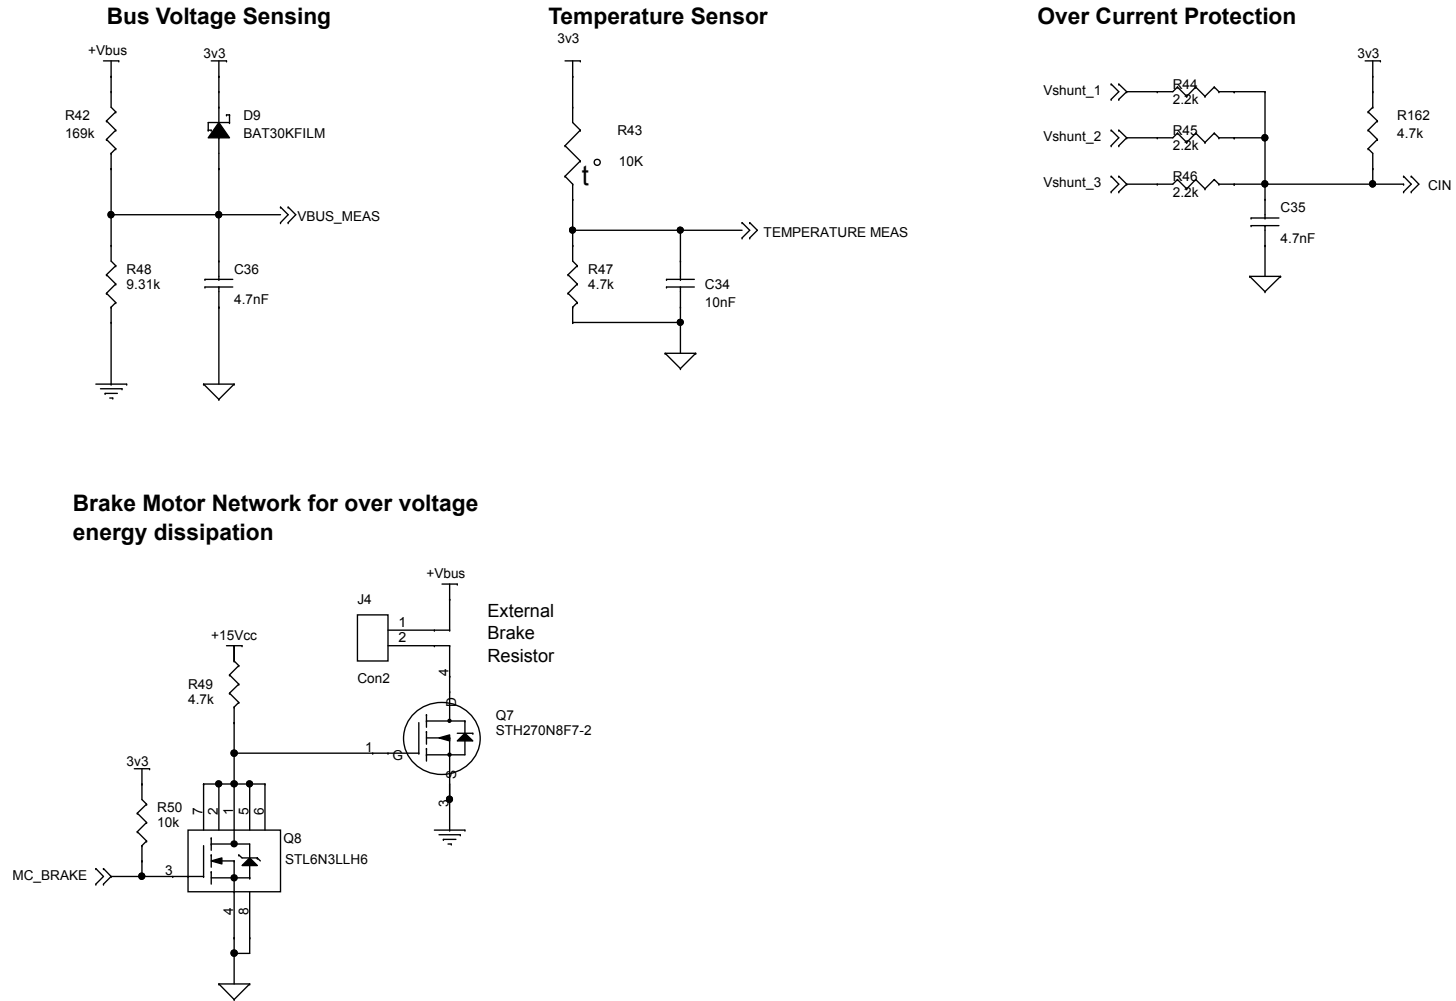 Bus Voltage Sensing
+Vbus
3v3
R42
169k
D9
BAT30KFILM
VBUS_MEAS
R48
9.31k
C36
4.7nF
Temperature Sensor
3v3
R43
10K
t°
TEMPERATURE MEAS
R47
4.7k
C34
10nF
Over Current Protection
3v3
Vshunt_1
R44
2.2k
R162
4.7k
Vshunt_2
R45
2.2k
Vshunt_3
R46
2.2k
CIN
C35
4.7nF
Brake Motor Network for over voltage
energy dissipation
+Vbus
J4
1
2
Con2
External
Brake
Resistor
+15Vcc
R49
4.7k
4
D
Q7
STH270N8F7-2
1
G
S
3
3v3
R50
10k
7
2
1
5
6
Q8
STL6N3LLH6
MC_BRAKE
3
4
8